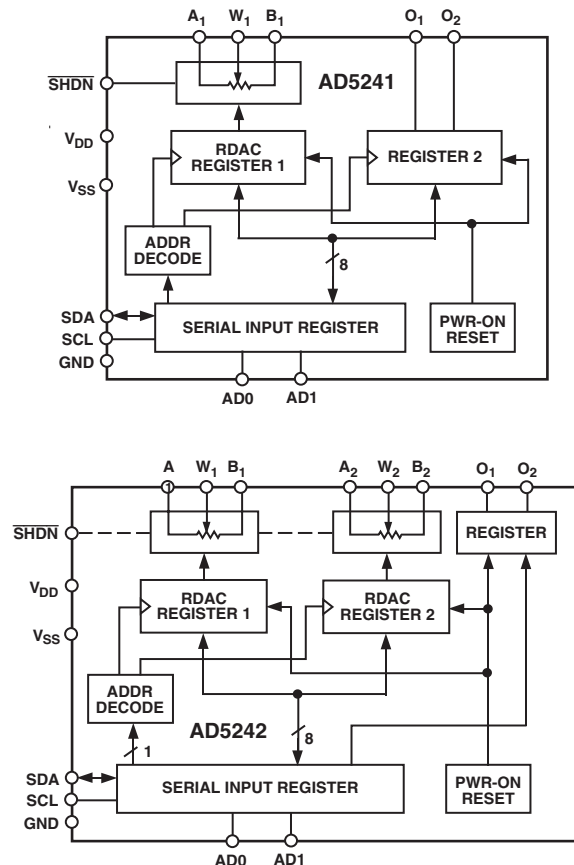 A1 W1 B1 O1 O2
SHDN
AD5241
VDD
RDAC
REGISTER 1
REGISTER 2
VSS
ADDR
DECODE
8
SDA
SERIAL INPUT REGISTER
PWR-ON
RESET
SCL
GND
AD0 AD1
A1 W1 B1 A2 W2 B2 O1 O2
SHDN
REGISTER
VDD
RDAC
REGISTER 1
RDAC
REGISTER 2
VSS
ADDR
DECODE
AD5242
1
8
SDA
SERIAL INPUT REGISTER
PWR-ON
RESET
SCL
GND
AD0 AD1